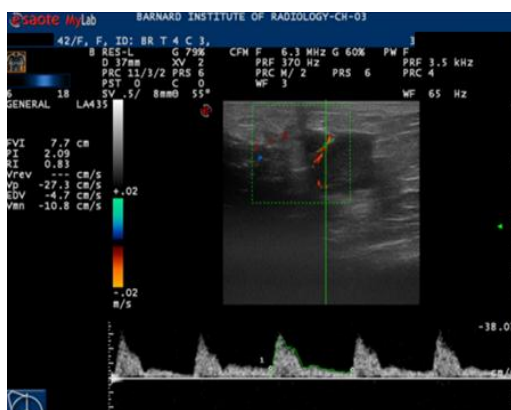 esaote MyLab
BARNARD INSTITUTE OF RADIOLOGY-CH-03
42/F, F, ID: BR T 4 C 3, 3
B RES-L G 79% CFM F 6.3 MHz G 60% PW F
D 37mm XV 2 PRF 370 Hz PRF 3.5 kHz
PRC 11/3/2 PRS 6 PRC M/ 2 PRS 6 PRC 4
PST 0 C 0 WF 3
6 18 SV .5/ 8mm θ 55° WF 65 Hz
GENERAL LA435
FVI 7.7 cm
PI 2.09
RI 0.83
Vrev --- cm/s
Vp -27.3 cm/s
EDV -4.7 cm/s
Vmn -10.8 cm/s
+.02
-.02
m/s
1